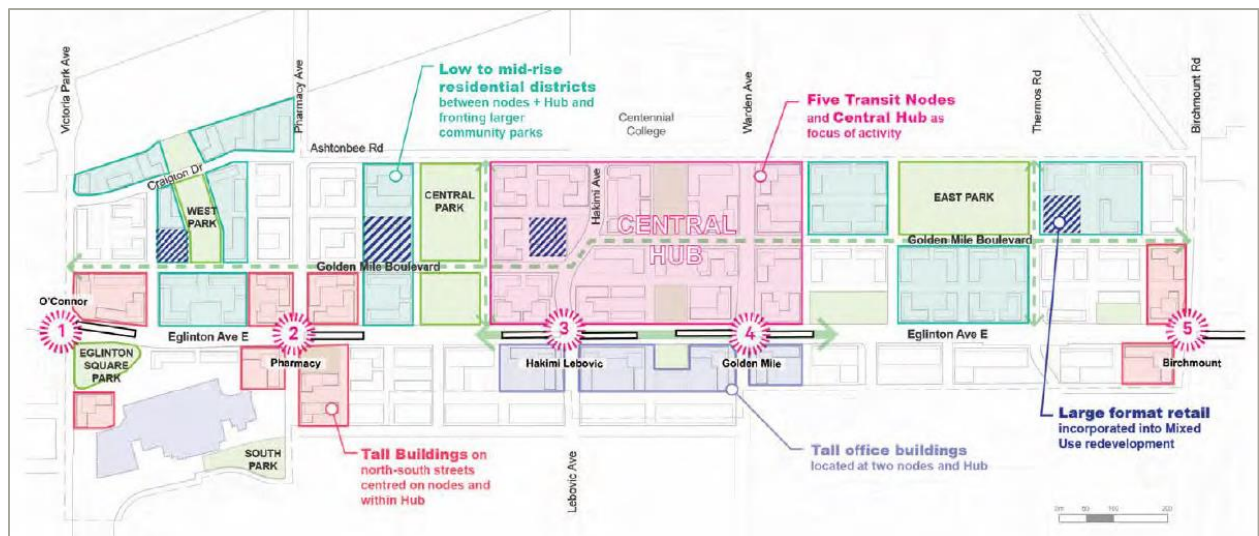 Victoria Park Ave
Pharmacy Ave
Low to mid-rise
residential districts
between nodes + Hub and
fronting larger
community parks
Centennial
College
Warden Ave
Five Transit Nodes
and Central Hub as
focus of activity
Thermos Rd
Birchmount Rd
Ashtonbee Rd
Craigton Dr
WEST
PARK
CENTRAL
PARK
Hakimi Ave
CENTRAL
HUB
EAST PARK
Golden Mile Boulevard
Golden Mile Boulevard
O'Connor
1
Eglinton Ave E
2
3
4
Eglinton Ave E
5
EGLINTON
SQUARE
PARK
Pharmacy
Hakimi Lebovic
Golden Mile
Birchmount
SOUTH
PARK
Tall Buildings on
north-south streets
centred on nodes and
within Hub
Lebovic Ave
Tall office buildings
located at two nodes and Hub
Large format retail
incorporated into Mixed
Use redevelopment
0m 50 100 200